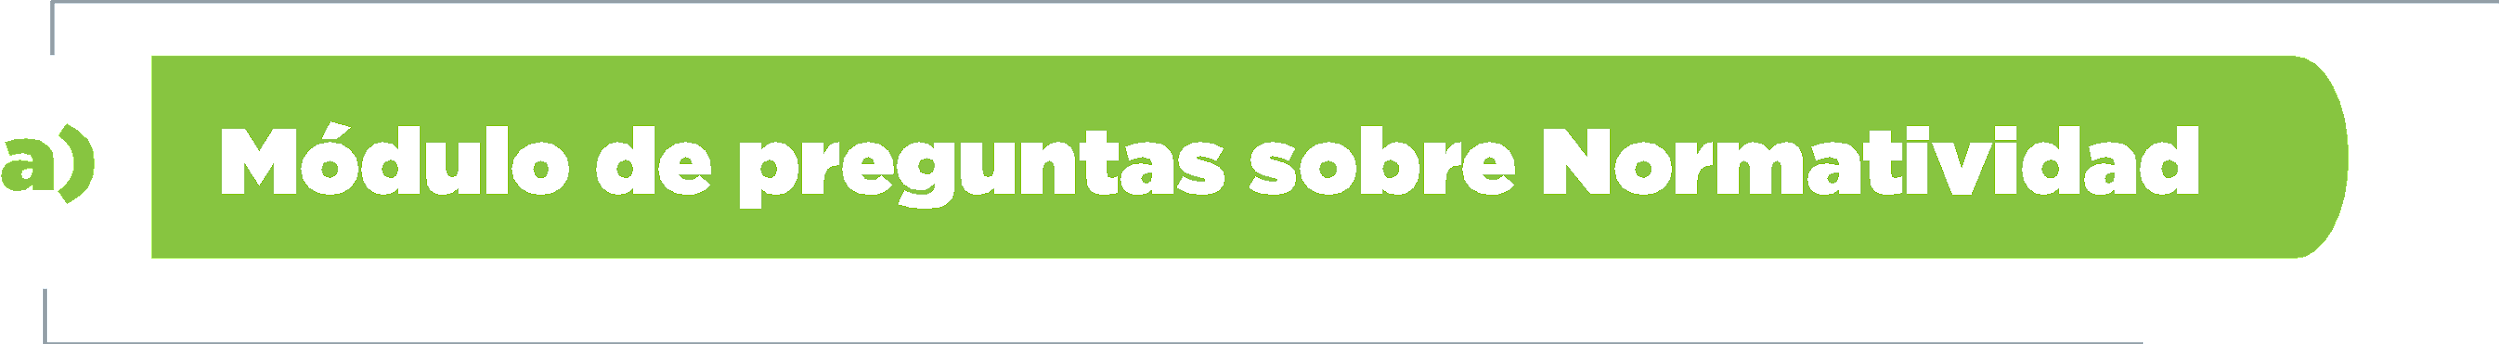 a) Módulo de preguntas sobre Normatividad